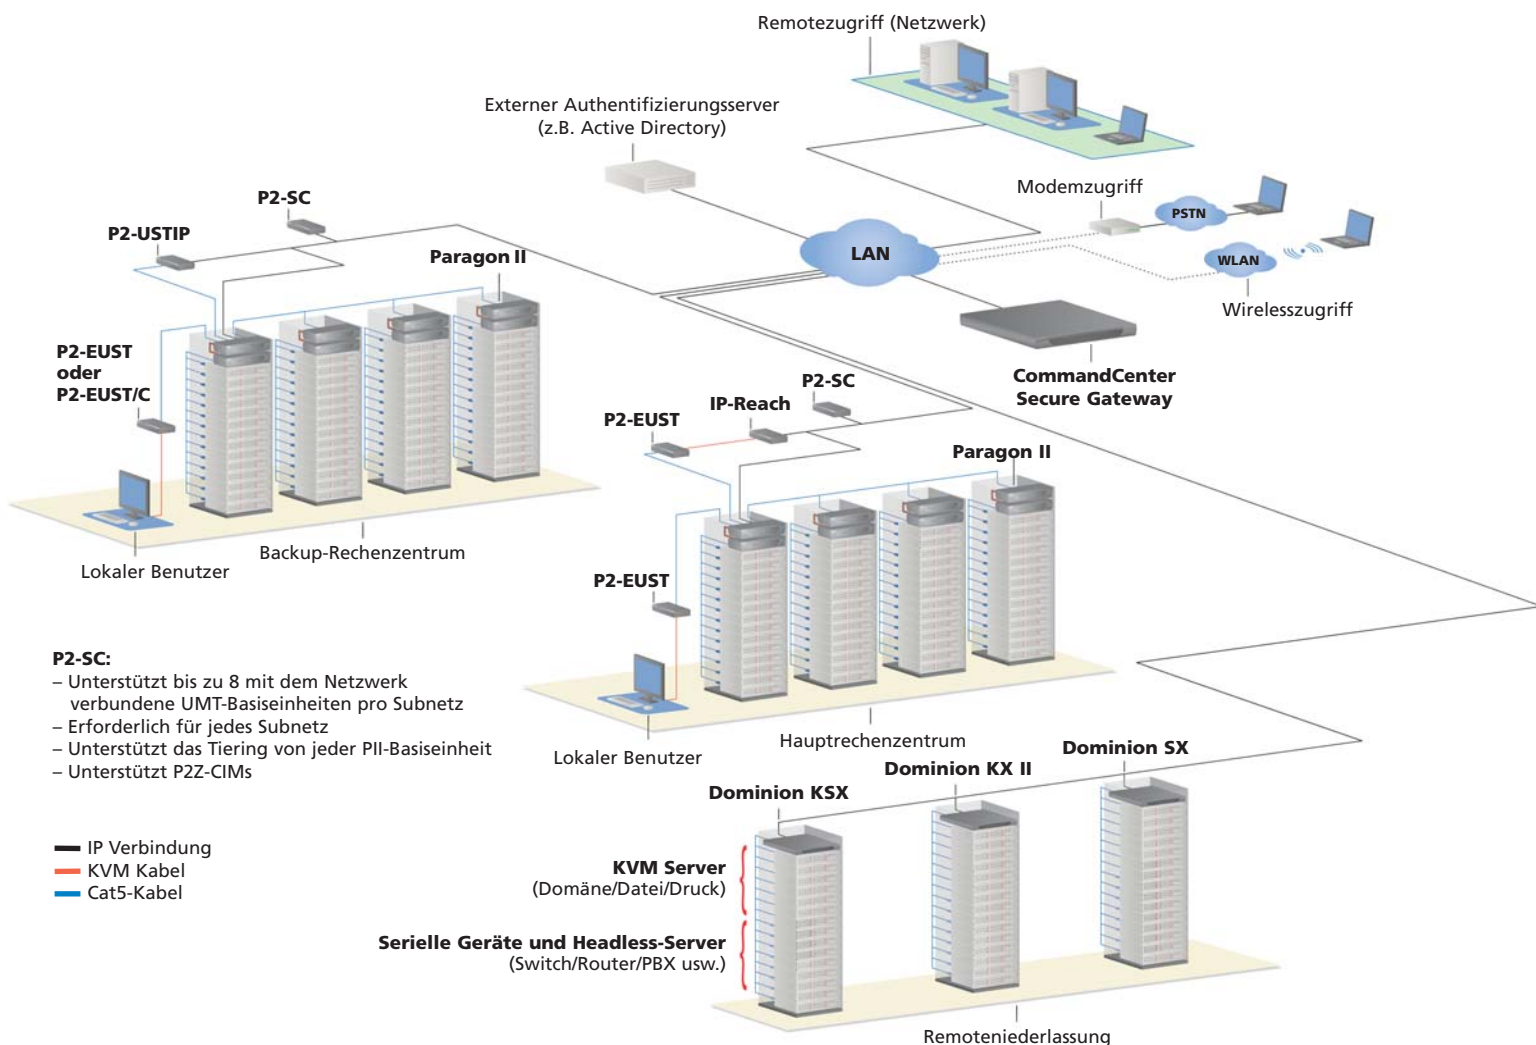 Remotezugriff (Netzwerk)
Externer Authentifizierungsserver
(z.B. Active Directory)
P2-SC
P2-USTIP
Paragon II
Modemzugriff
PSTN
LAN
WLAN
Wirelesszugriff
P2-EUST
oder
P2-EUST/C
CommandCenter
Secure Gateway
P2-SC
IP-Reach
P2-EUST
Paragon II
Backup-Rechenzentrum
Lokaler Benutzer
P2-EUST
P2-SC:
– Unterstützt bis zu 8 mit dem Netzwerk
verbundene UMT-Basiseinheiten pro Subnetz
– Erforderlich für jedes Subnetz
– Unterstützt das Tiering von jeder PII-Basiseinheit
– Unterstützt P2Z-CIMs
Hauptrechenzentrum
Lokaler Benutzer
Dominion SX
Dominion KX II
Dominion KSX
IP Verbindung
KVM Kabel
Cat5-Kabel
KVM Server
(Domäne/Datei/Druck)
Serielle Geräte und Headless-Server
(Switch/Router/PBX usw.)
Remoteniederlassung